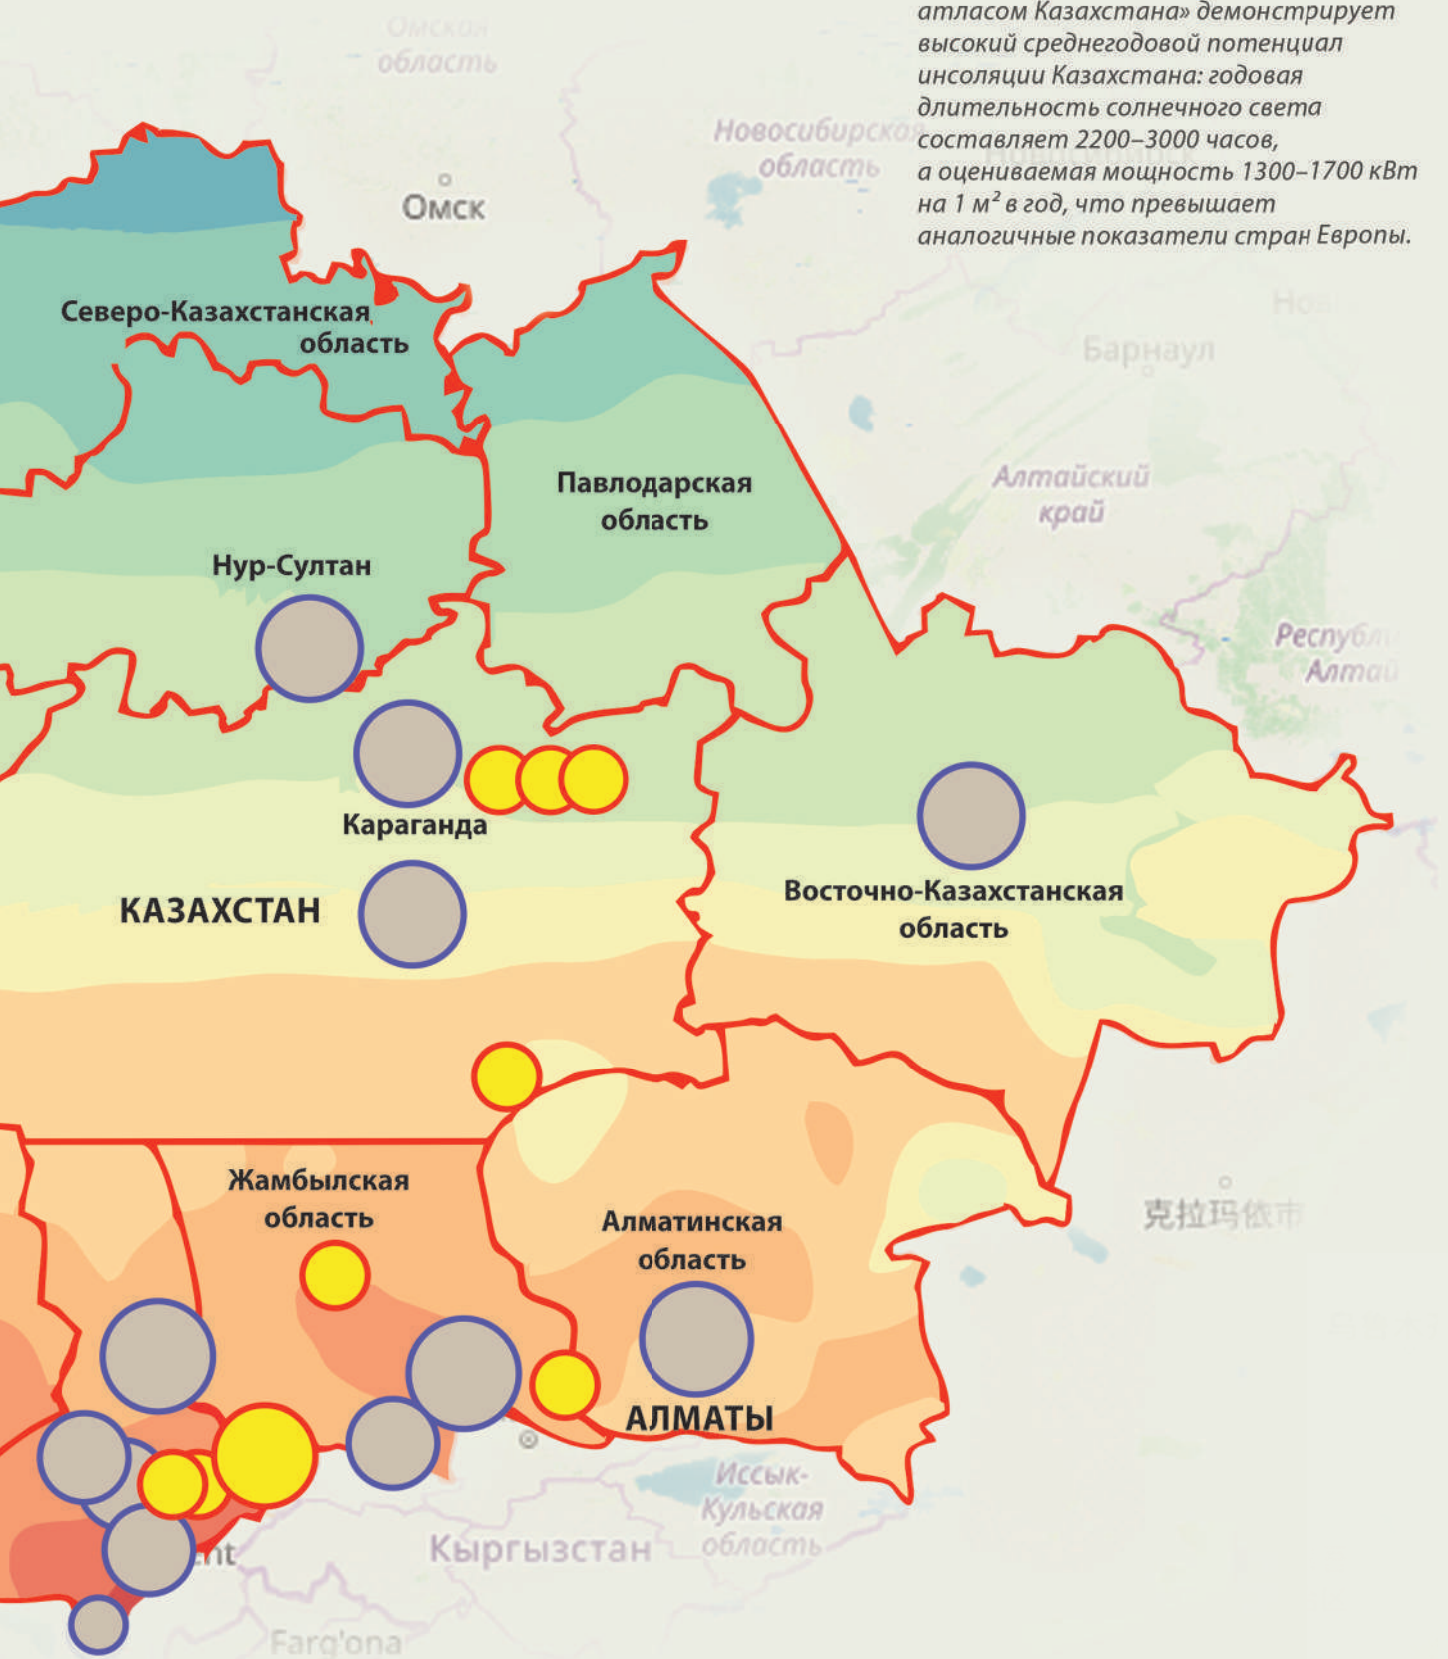 атласом Казахстана» демонстрирует
высокий среднегодовой потенциал
инсоляции Казахстана: годовая
длительность солнечного света
составляет 2200–3000 часов,
а оцениваемая мощность 1300–1700 кВт
на 1 м² в год, что превышает
аналогичные показатели стран Европы.
Омская
область
Новосибирская
область
Омск
Северо-Казахстанская
область
Барнаул
Павлодарская
область
Алтайский
край
Нур-Султан
Караганда
КАЗАХСТАН
Восточно-Казахстанская
область
Жамбылская
область
Алматинская
область
克拉玛依市
АЛМАТЫ
Иссык-
Кульская
область
Кыргызстан
Farg'ona